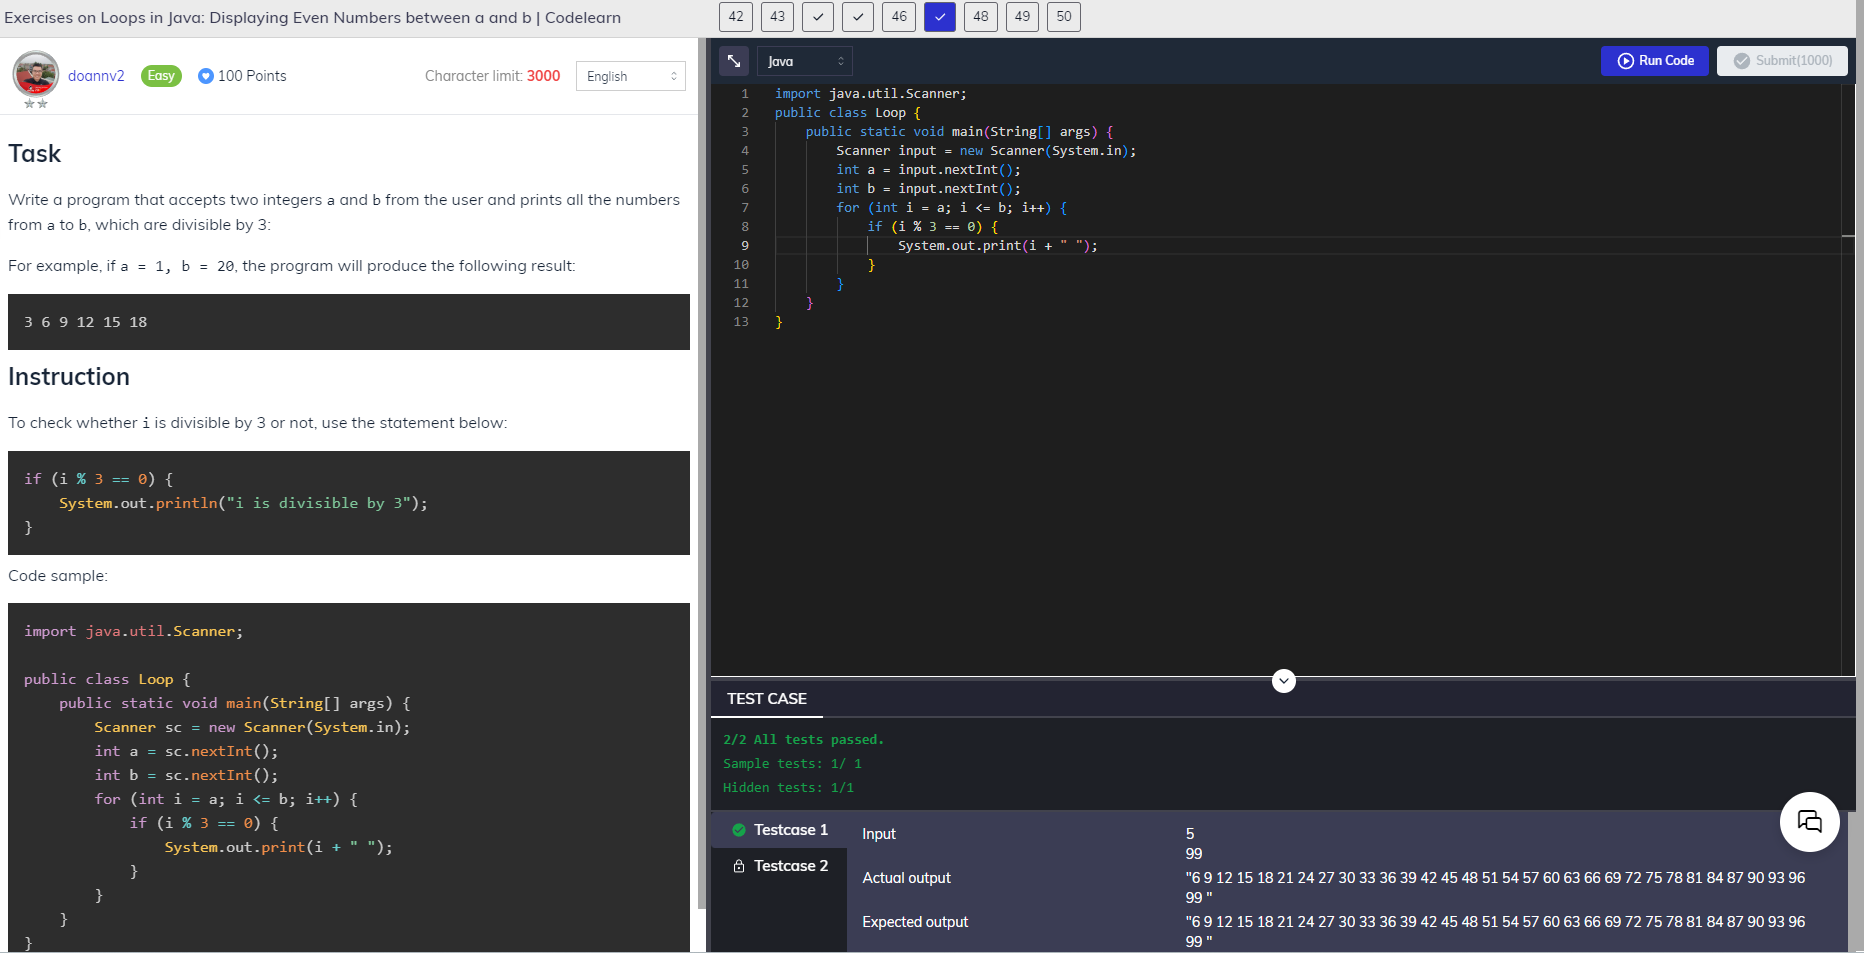 Exercises on Loops in Java: Displaying Even Numbers between a and b | Codelearn
42 43 46 48 49 50
doannv2 Easy 100 Points Character limit: 3000 English
Task
Write a program that accepts two integers a and b from the user and prints all the numbers
from a to b, which are divisible by 3:
For example, if a = 1, b = 20, the program will produce the following result:
3 6 9 12 15 18
Instruction
To check whether i is divisible by 3 or not, use the statement below:
if (i % 3 == 0) {
    System.out.println("i is divisible by 3");
}
Code sample:
import java.util.Scanner;
public class Loop {
    public static void main(String[] args) {
        Scanner sc = new Scanner(System.in);
        int a = sc.nextInt();
        int b = sc.nextInt();
        for (int i = a; i <= b; i++) {
            if (i % 3 == 0) {
                System.out.print(i + " ");
            }
        }
    }
}
Java Run Code Submit(1000)
1 import java.util.Scanner;
2 public class Loop {
3     public static void main(String[] args) {
4         Scanner input = new Scanner(System.in);
5         int a = input.nextInt();
6         int b = input.nextInt();
7         for (int i = a; i <= b; i++) {
8             if (i % 3 == 0) {
9                 System.out.print(i + " ");
10             }
11         }
12     }
13 }
TEST CASE
2/2 All tests passed.
Sample tests: 1/ 1
Hidden tests: 1/1
Testcase 1
Testcase 2
Input 5
99
Actual output "6 9 12 15 18 21 24 27 30 33 36 39 42 45 48 51 54 57 60 63 66 69 72 75 78 81 84 87 90 93 96
99 "
Expected output "6 9 12 15 18 21 24 27 30 33 36 39 42 45 48 51 54 57 60 63 66 69 72 75 78 81 84 87 90 93 96
99 "